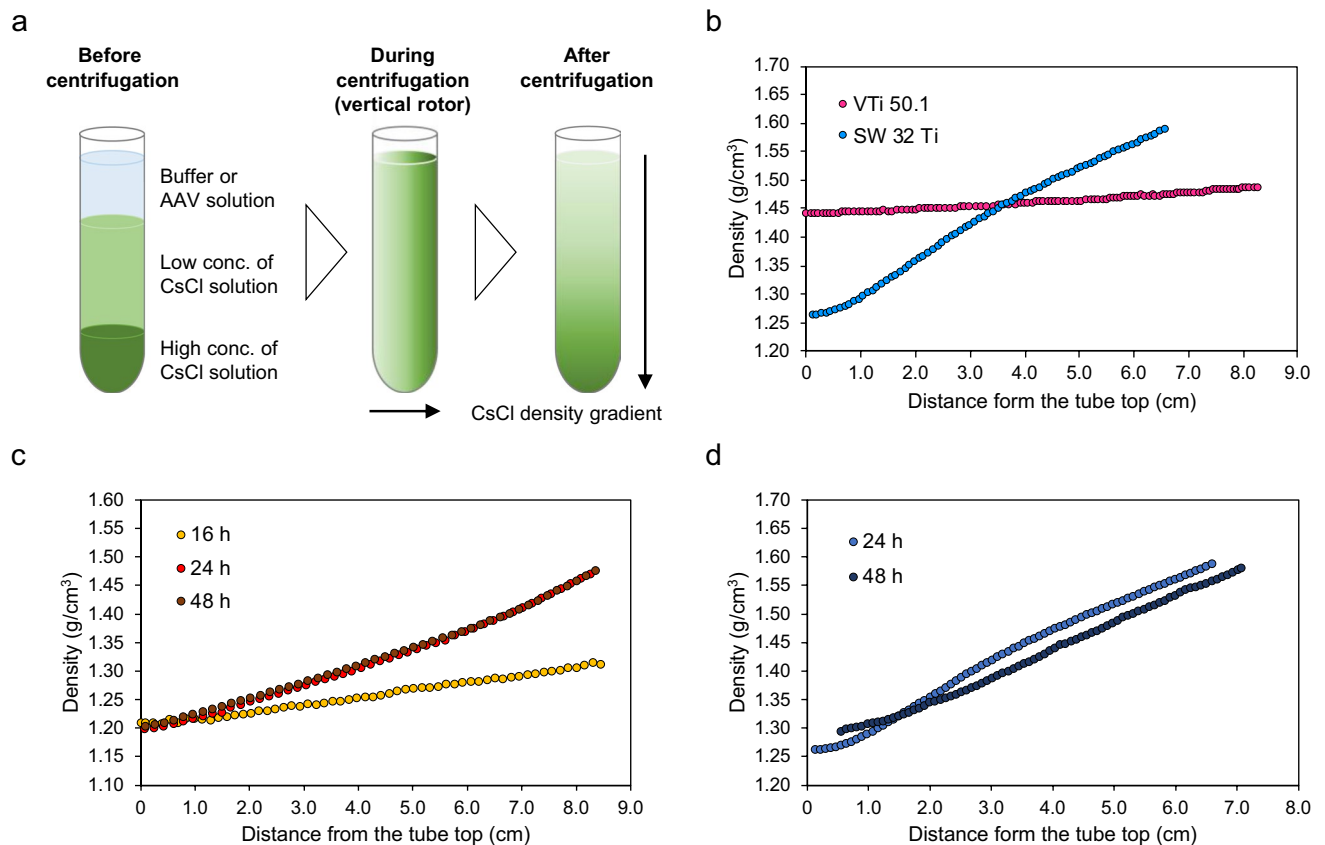 a
Before
centrifugation
During
centrifugation
(vertical rotor)
After
centrifugation
Buffer or
AAV solution
Low conc. of
CsCl solution
High conc. of
CsCl solution
CsCl density gradient
b
1.70
1.65
1.60
1.55
1.50
1.45
1.40
1.35
1.30
1.25
1.20
Density (g/cm³)
VTi 50.1
SW 32 Ti
0 1.0 2.0 3.0 4.0 5.0 6.0 7.0 8.0 9.0
Distance form the tube top (cm)
c
1.60
1.55
1.50
1.45
1.40
1.35
1.30
1.25
1.20
1.15
1.10
Density (g/cm³)
16 h
24 h
48 h
0 1.0 2.0 3.0 4.0 5.0 6.0 7.0 8.0 9.0
Distance from the tube top (cm)
d
1.70
1.65
1.60
1.55
1.50
1.45
1.40
1.35
1.30
1.25
1.20
Density (g/cm³)
24 h
48 h
0 1.0 2.0 3.0 4.0 5.0 6.0 7.0 8.0
Distance form the tube top (cm)